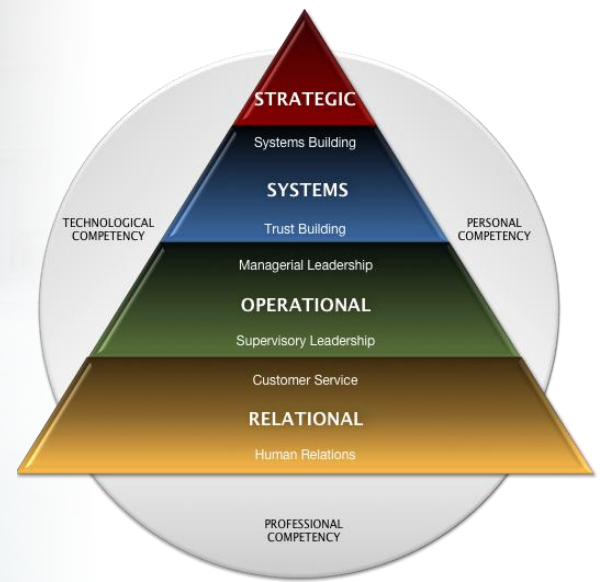 STRATEGIC
Systems Building
SYSTEMS
TECHNOLOGICAL
COMPETENCY
Trust Building
PERSONAL
COMPETENCY
Managerial Leadership
OPERATIONAL
Supervisory Leadership
Customer Service
RELATIONAL
Human Relations
PROFESSIONAL
COMPETENCY